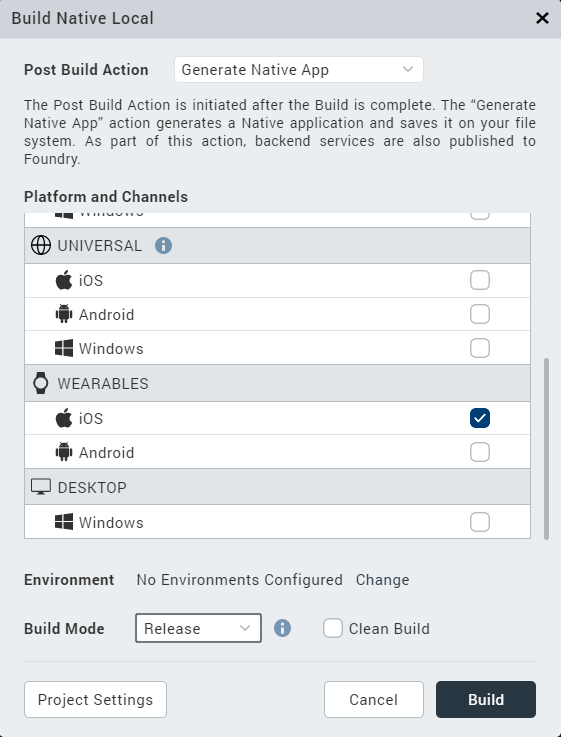 Build Native Local
Post Build Action Generate Native App
The Post Build Action is initiated after the Build is complete. The “Generate
Native App” action generates a Native application and saves it on your file
system. As part of this action, backend services are also published to
Foundry.
Platform and Channels
Windows
UNIVERSAL
iOS
Android
Windows
WEARABLES
iOS
Android
DESKTOP
Windows
Environment No Environments Configured Change
Build Mode Release Clean Build
Project Settings Cancel Build